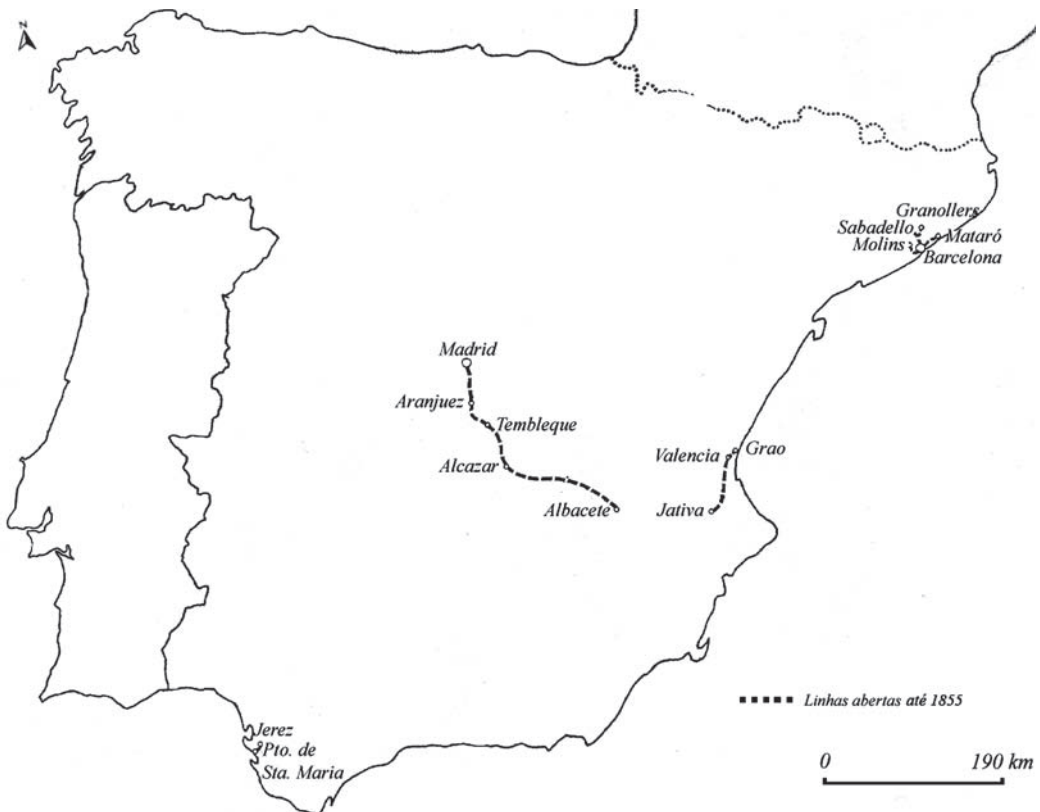 N
Granollers
Sabadello
Mataró
Molins
Barcelona
Madrid
Aranjuez
Tembleque
Alcazar
Valencia
Grao
Albacete
Jativa
Linhas abertas até 1855
Jerez
Pto. de
Sta. Maria
0 190 km